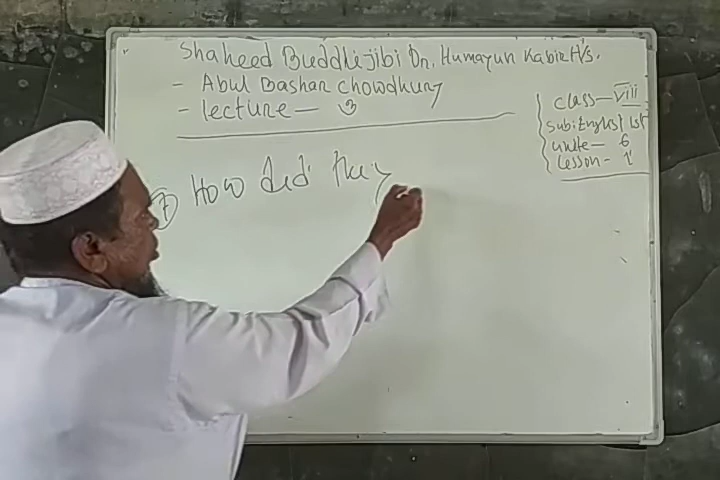 Shaheed Buddhijibi Dr. Humayun Kabir H/S.
- Abul Bashar Chowdhury
- lecture - 3
class - VIII
sub: English 1st
unite - 6
lesson - 1
7 How did they